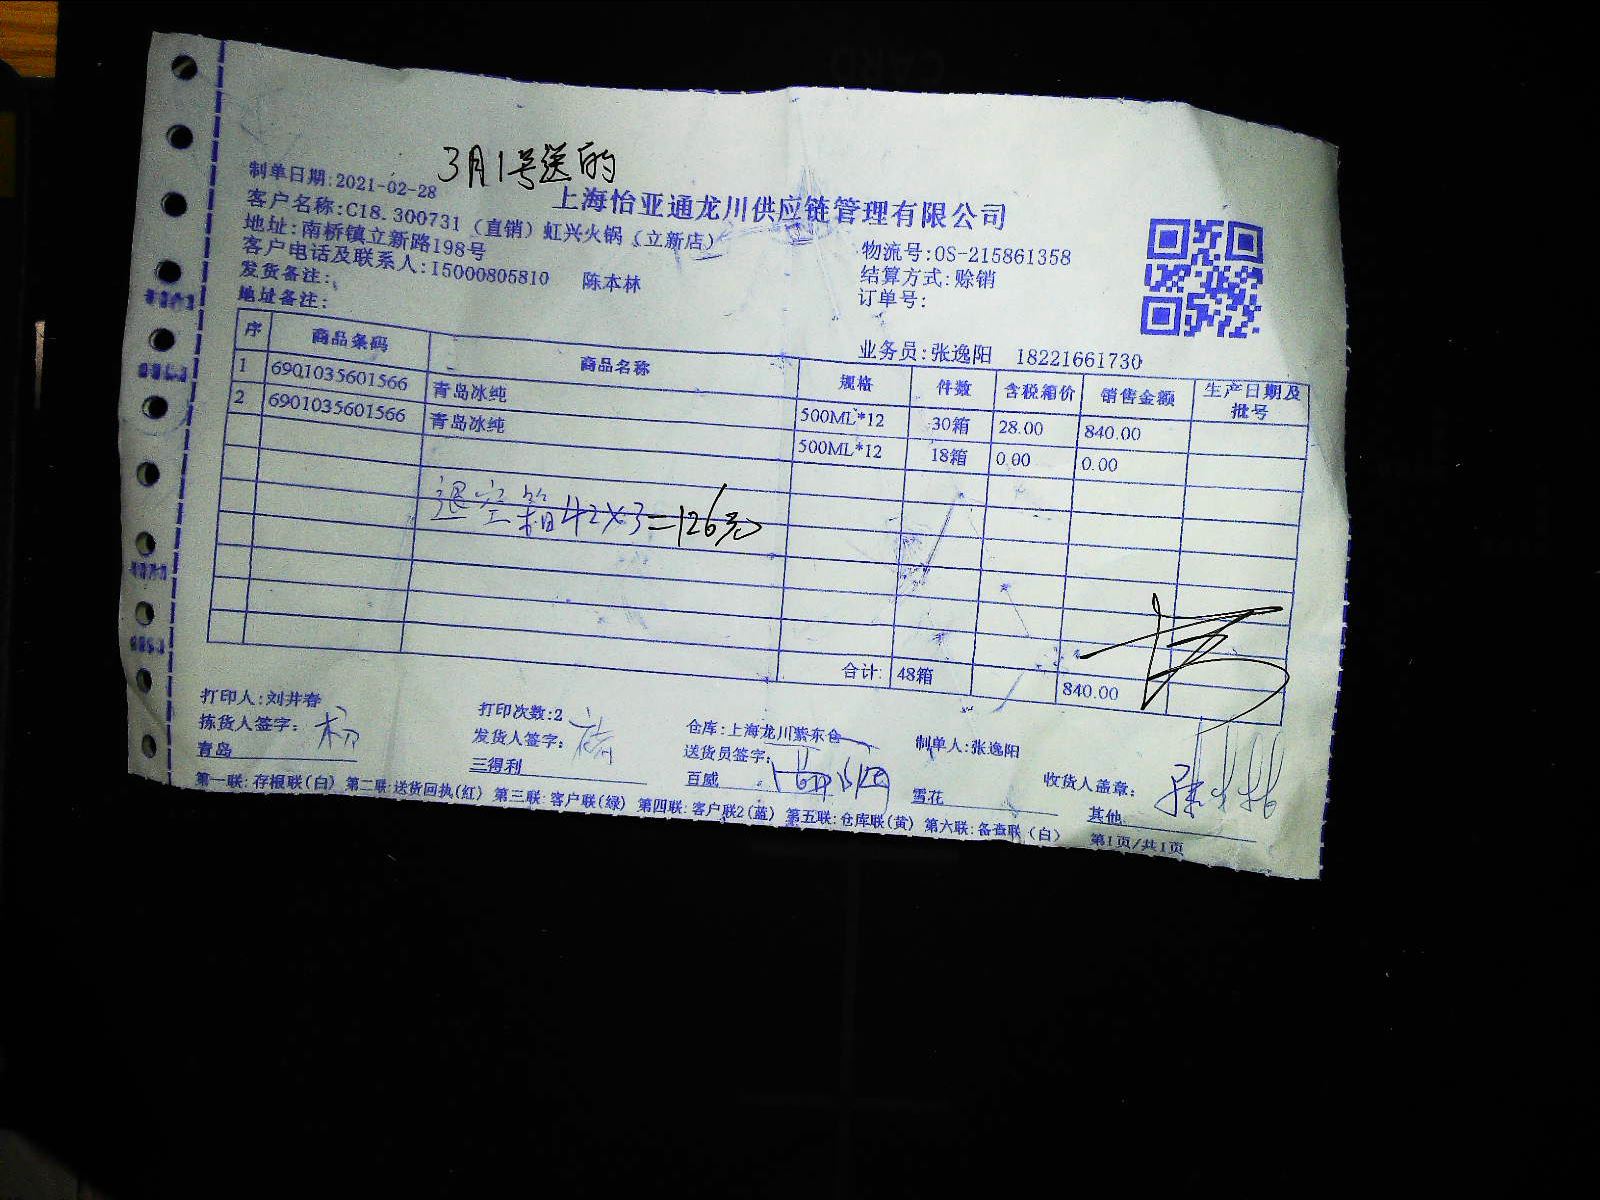 3月1号送的
制单日期:2021-02-28
上海怡亚通龙川供应链管理有限公司
客户名称:C18.300731（直销）虹兴火锅（立新店）
地址:南桥镇立新路198号
客户电话及联系人:15000805810 陈本林
发货备注:
地址备注:
物流号:OS-215861358
结算方式:赊销
订单号:
业务员:张逸阳 18221661730
序 商品条码 商品名称 规格 件数 含税箱价 销售金额 生产日期及批号
1 6901035601566 青岛冰纯 500ML*12 30箱 28.00 840.00
2 6901035601566 青岛冰纯 500ML*12 18箱 0.00 0.00
退空箱42×3=126元
合计: 48箱 840.00
打印人:刘井春 打印次数:2 仓库:上海龙川萦东仓 制单人:张逸阳
拣货人签字: 发货人签字: 送货员签字: 收货人盖章:
青岛 三得利 百威 雪花 其他
第一联:存根联(白) 第二联:送货回执(红) 第三联:客户联(绿) 第四联:客户联2(蓝) 第五联:仓库联(黄) 第六联:备查联(白) 第1页/共1页